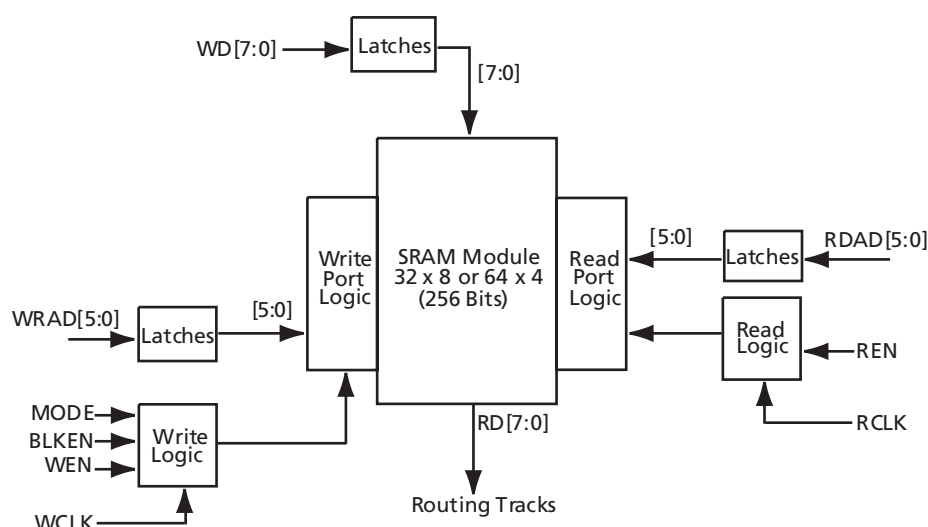 WD[7:0]
Latches
[7:0]
SRAM Module
32 x 8 or 64 x 4
(256 Bits)
Write
Port
Logic
Read
Port
Logic
[5:0]
Latches
RDAD[5:0]
WRAD[5:0]
Latches
[5:0]
Read
Logic
REN
RCLK
MODE
BLKEN
WEN
Write
Logic
WCLK
RD[7:0]
Routing Tracks